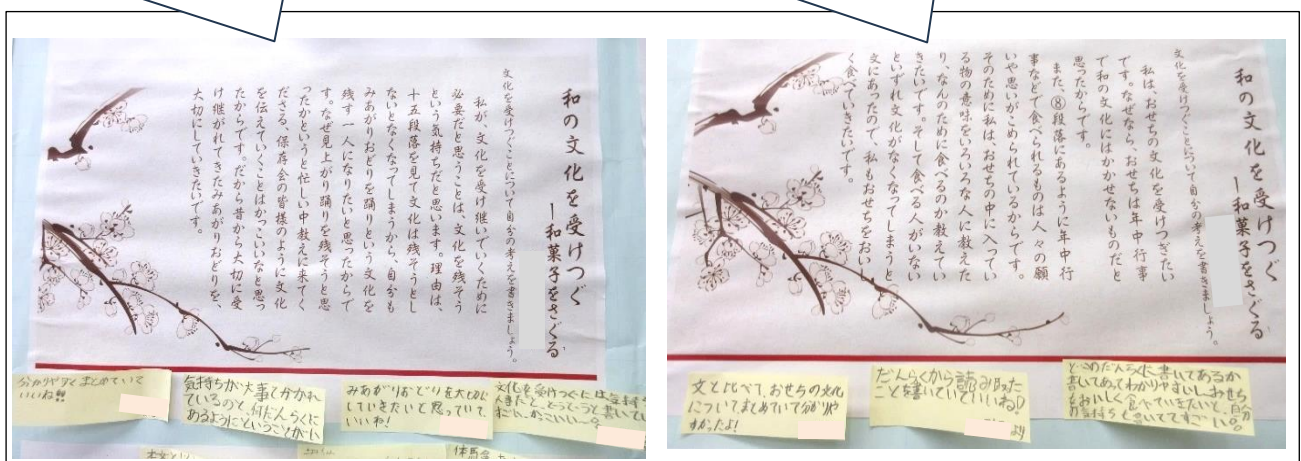 和の文化を受けつぐ
―和菓子をさぐる
文化を受けつぐことについて自分の考えを書きましょう。
私が、文化を受け継いでいくために
必要だと思うことは、文化を残そう
という気持ちだと思います。理由は、
十五段落を見て文化は残そうとし
ないとなくなってしまうから、自分も
みあがりおどりを踊りという文化を
残す一人になりたいと思ったからで
す。なぜ見上がり踊りを残そうと思
ったかというと忙しい中教えに来てく
ださる、保存会の皆様のように文化
を伝えていくことはかっこいいなと思っ
たからです。だから昔から大切に受
け継がれてきたみあがりおどりを、
大切にしていきたいです。
分かりやすくまとめていて
いいね!!
気持ちが大事とかかれ
ているので、何だんらくに
あるようにということが
みあがりおどりを大切に
していきたいと思っていて
いいね!
文化を受けつぐには気持ち
かっこいい〜
和の文化を受けつぐ
―和菓子をさぐる
文化を受けつぐことについて自分の考えを書きましょう。
私は、おせちの文化を受けつぎたい
です。なぜなら、おせちは年中行事
で和の文化にはかかせないものだと
思ったからです。
また、⑧段落にあるように年中行
事などで食べられるものは人々の願
いや思いがこめられているからです。
そのために私は、おせちの中に入ってい
る物の意味をいろいろな人に教えた
り、なんのために食べるのか教えてい
きたいです。そして食べる人がいない
といずれ文化がなくなってしまうと
文にあったので、私もおせちをおいし
く食べていきたいです。
文と比べて、おせちの文化
についてまとめていて分かりや
すかったよ!
だんらくから読み取った
ことを書いていていいね!
より
どこのだんらくに書いてあるか
書いてあってわかりやすいし、おせち
をおいしく食べていきたいと、自分の
気持ちも書いててすごい。